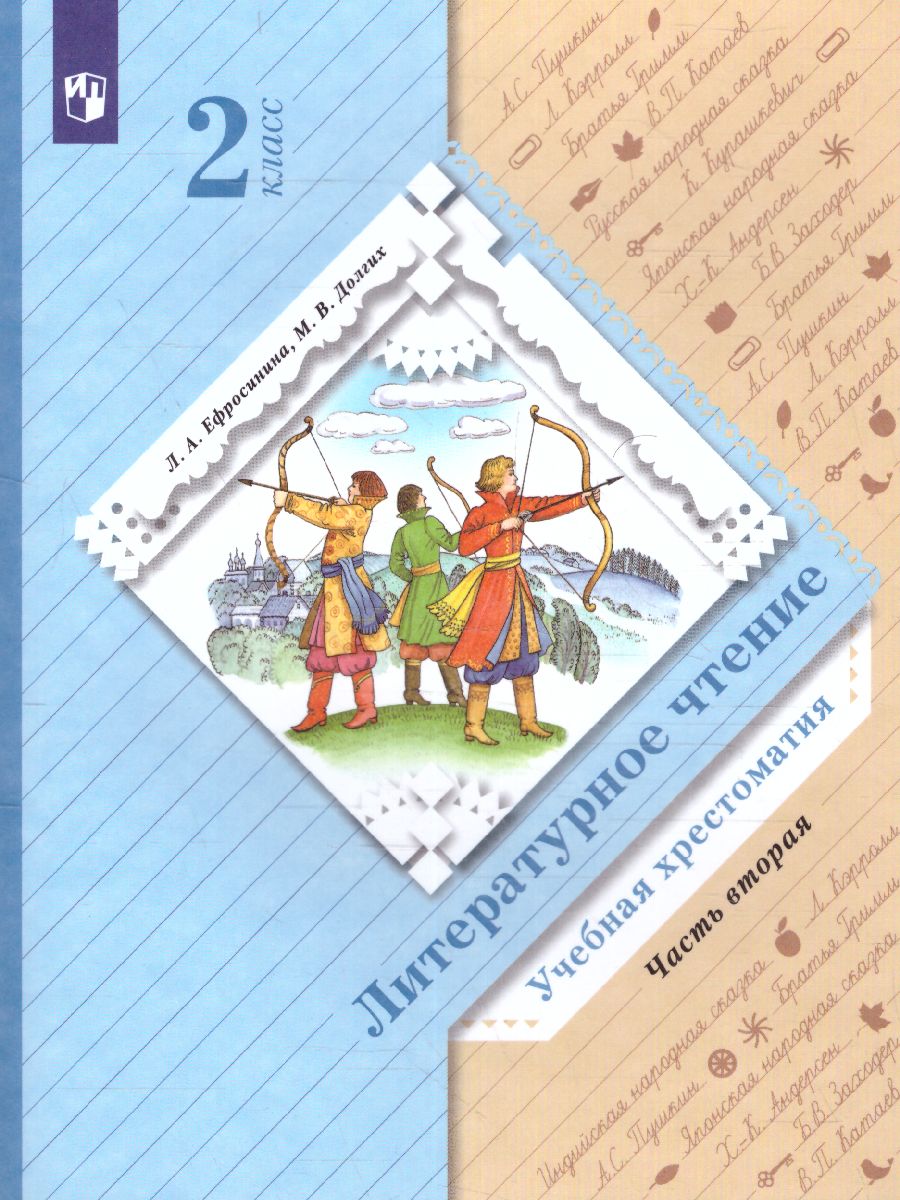 ИП
2
класс
Л. А. Ефросинина, М. В. Долгих
А.С. Пушкин
Л. Кэрролл
Братья Гримм
В.П. Катаев
Русская народная сказка
К. Курашкевич
Японская народная сказка
Х-К. Андерсен
Б.В. Заходер
Братья Гримм
А.С. Пушкин
Л. Кэрролл
В.П. Катаев
Литературное чтение
Учебная хрестоматия
Часть вторая
Л. Кэрролл
Братья Гримм
Индийская народная сказка
А.С. Пушкин
Японская народная сказка
Х-К. Андерсен
Б.В. Заходер
В.П. Катаев